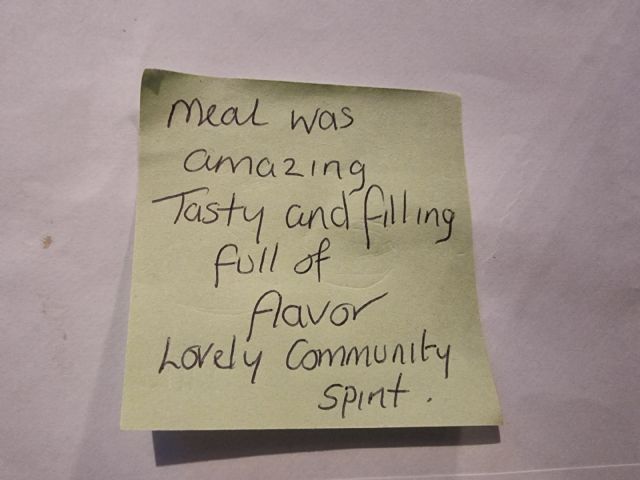 Meal was
amazing
Tasty and filling
full of
flavor
Lovely Community
spirit.